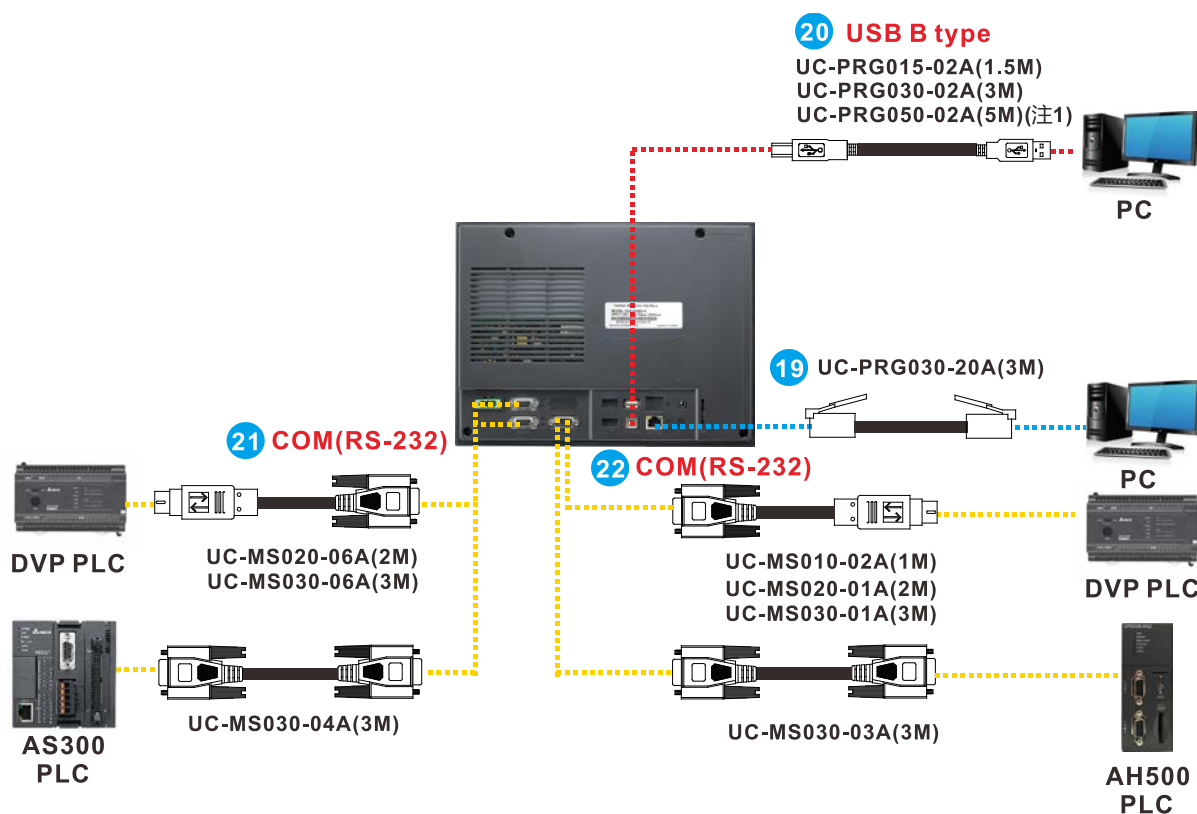 20 USB B type
UC-PRG015-02A(1.5M)
UC-PRG030-02A(3M)
UC-PRG050-02A(5M)(注1)
PC
19 UC-PRG030-20A(3M)
PC
21 COM(RS-232)
DVP PLC
UC-MS020-06A(2M)
UC-MS030-06A(3M)
22 COM(RS-232)
UC-MS010-02A(1M)
UC-MS020-01A(2M)
UC-MS030-01A(3M)
DVP PLC
AS300
PLC
UC-MS030-04A(3M)
UC-MS030-03A(3M)
AH500
PLC